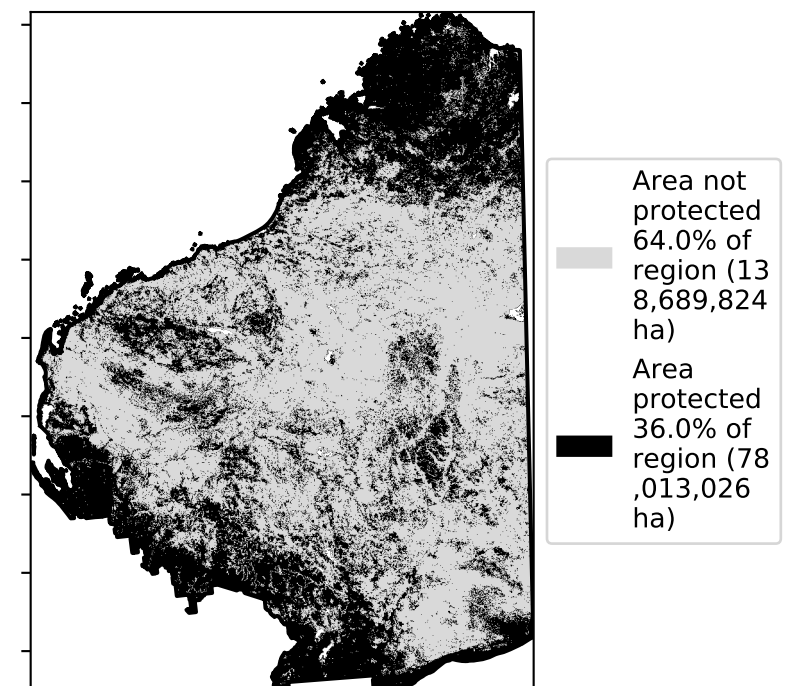 Area not
protected
64.0% of
region (13
8,689,824
ha)
Area
protected
36.0% of
region (78
,013,026
ha)